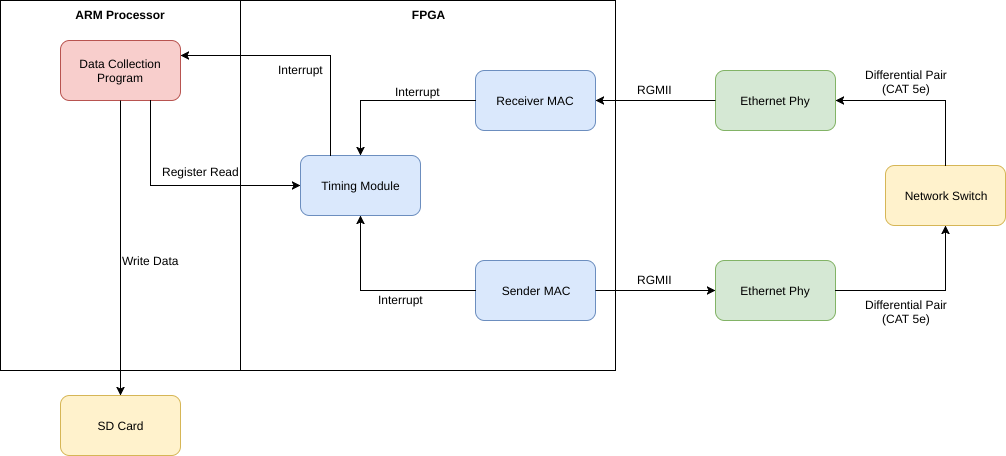 ARM Processor
FPGA
Data Collection
Program
Interrupt
Interrupt
Receiver MAC
RGMII
Ethernet Phy
Differential Pair
(CAT 5e)
Register Read
Timing Module
Network Switch
Write Data
Interrupt
Sender MAC
RGMII
Ethernet Phy
Differential Pair
(CAT 5e)
SD Card